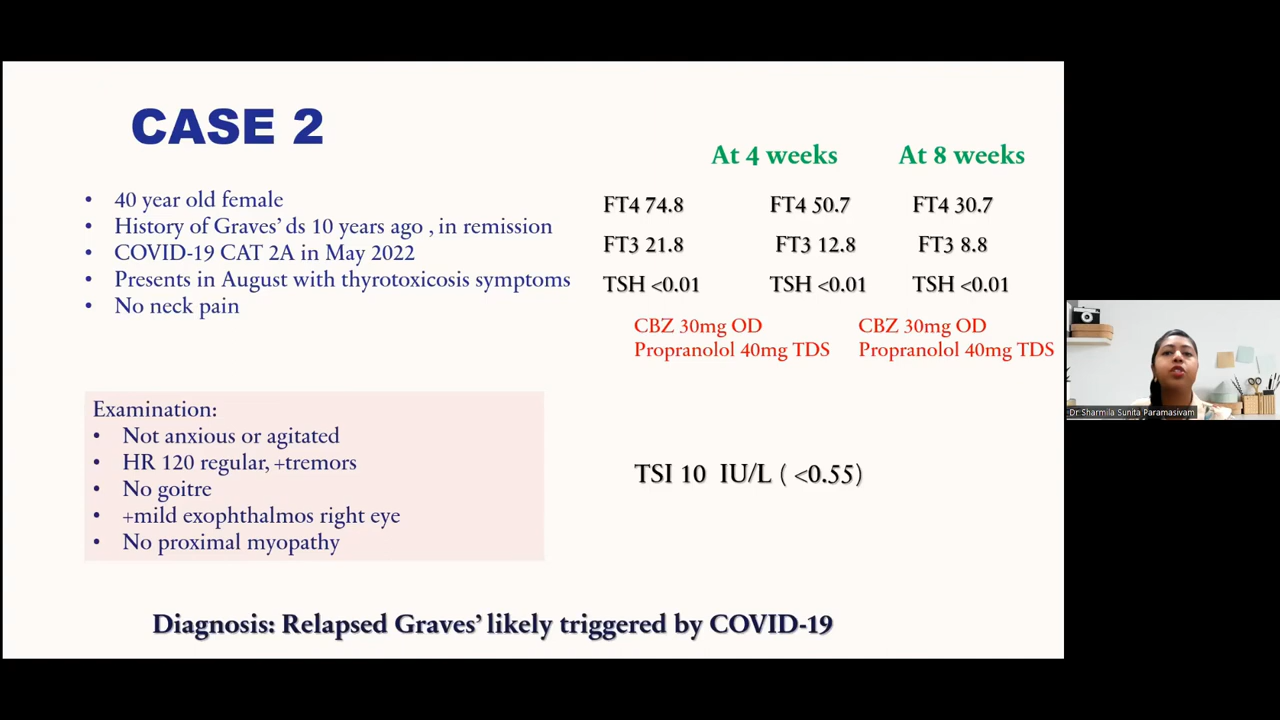 CASE 2
• 40 year old female
• History of Graves’ ds 10 years ago , in remission
• COVID-19 CAT 2A in May 2022
• Presents in August with thyrotoxicosis symptoms
• No neck pain
At 4 weeks At 8 weeks
FT4 74.8 FT4 50.7 FT4 30.7
FT3 21.8 FT3 12.8 FT3 8.8
TSH <0.01 TSH <0.01 TSH <0.01
CBZ 30mg OD CBZ 30mg OD
Propranolol 40mg TDS Propranolol 40mg TDS
Examination:
• Not anxious or agitated
• HR 120 regular, +tremors
• No goitre
• +mild exophthalmos right eye
• No proximal myopathy
TSI 10 IU/L ( <0.55)
Diagnosis: Relapsed Graves’ likely triggered by COVID-19
Dr Sharmila Sunita Paramasivam